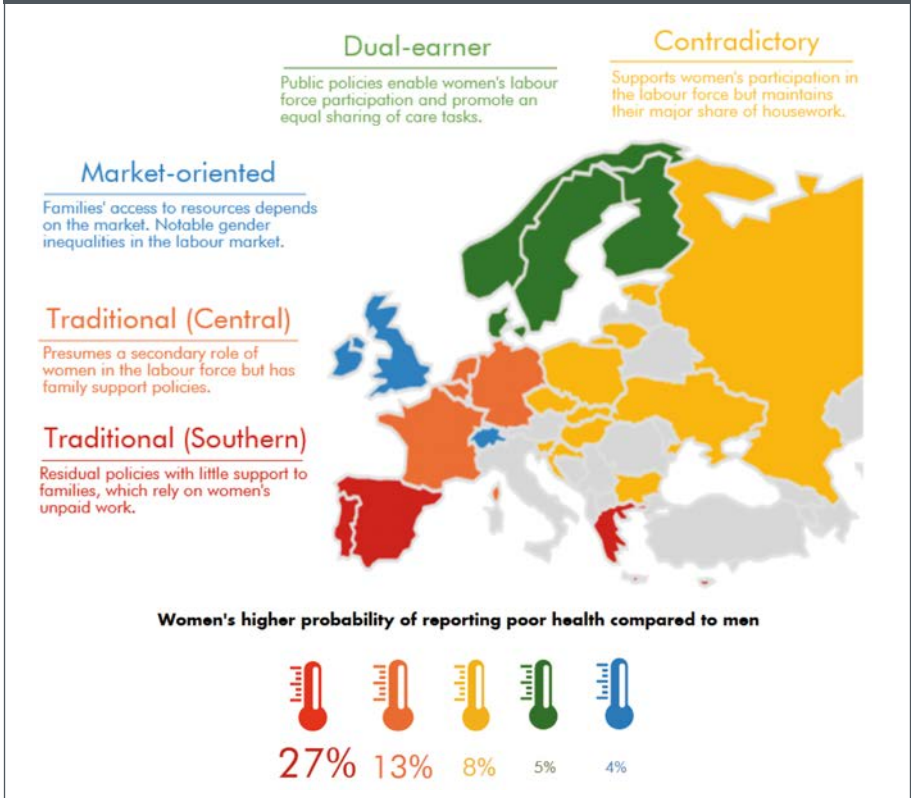 Dual-earner
Public policies enable women's labour
force participation and promote an
equal sharing of care tasks.
Contradictory
Supports women's participation in
the labour force but maintains
their major share of housework.
Market-oriented
Families' access to resources depends
on the market. Notable gender
inequalities in the labour market.
Traditional (Central)
Presumes a secondary role of
women in the labour force but has
family support policies.
Traditional (Southern)
Residual policies with little support to
families, which rely on women's
unpaid work.
Women's higher probability of reporting poor health compared to men
27% 13% 8% 5% 4%